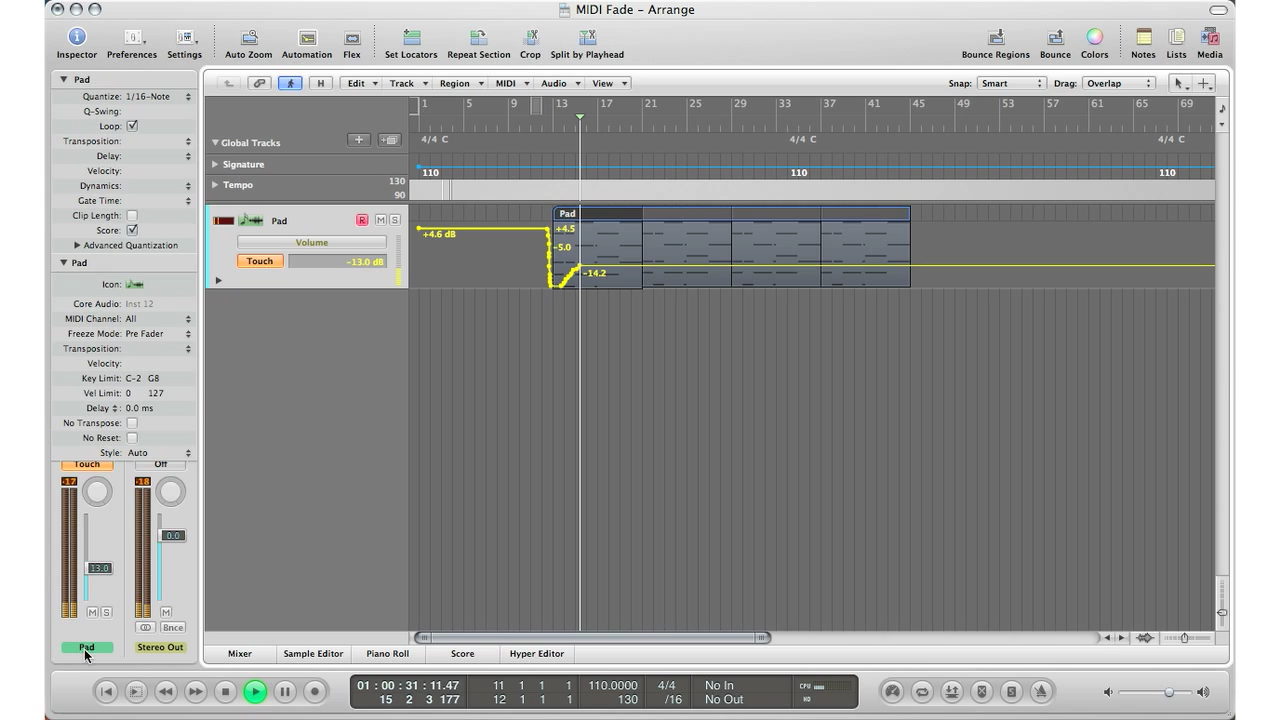 MIDI Fade - Arrange
Inspector Preferences Settings Auto Zoom Automation Flex Set Locators Repeat Section Crop Split by Playhead Bounce Regions Bounce Colors Notes Lists Media
Pad
Quantize: 1/16-Note
Q-Swing:
Loop:
Transposition:
Delay:
Velocity:
Dynamics:
Gate Time:
Clip Length:
Score:
Advanced Quantization
Pad
Icon:
Core Audio: Inst 12
MIDI Channel: All
Freeze Mode: Pre Fader
Transposition:
Velocity:
Key Limit: C-2 G8
Vel Limit: 0 127
Delay : 0.0 ms
No Transpose:
No Reset:
Style: Auto
Touch Off
-17 -18
0.0
13.0
M S M
Bnce
Pad Stereo Out
H Edit Track Region MIDI Audio View Snap: Smart Drag: Overlap
1 5 9 13 17 21 25 29 33 37 41 45 49 53 57 61 65 69
Global Tracks 4/4 C 4/4 C 4/4 C
Signature
110 110 110
Tempo 130
90
Pad R M S
Volume
Touch -13.0 dB
+4.6 dB
Pad
+4.5
-5.0
-14.2
Mixer Sample Editor Piano Roll Score Hyper Editor
01 : 00 : 31 : 11.47 11 1 1 1 110.0000 4/4 No In CPU
15 2 3 177 12 1 1 1 130 /16 No Out HD
S